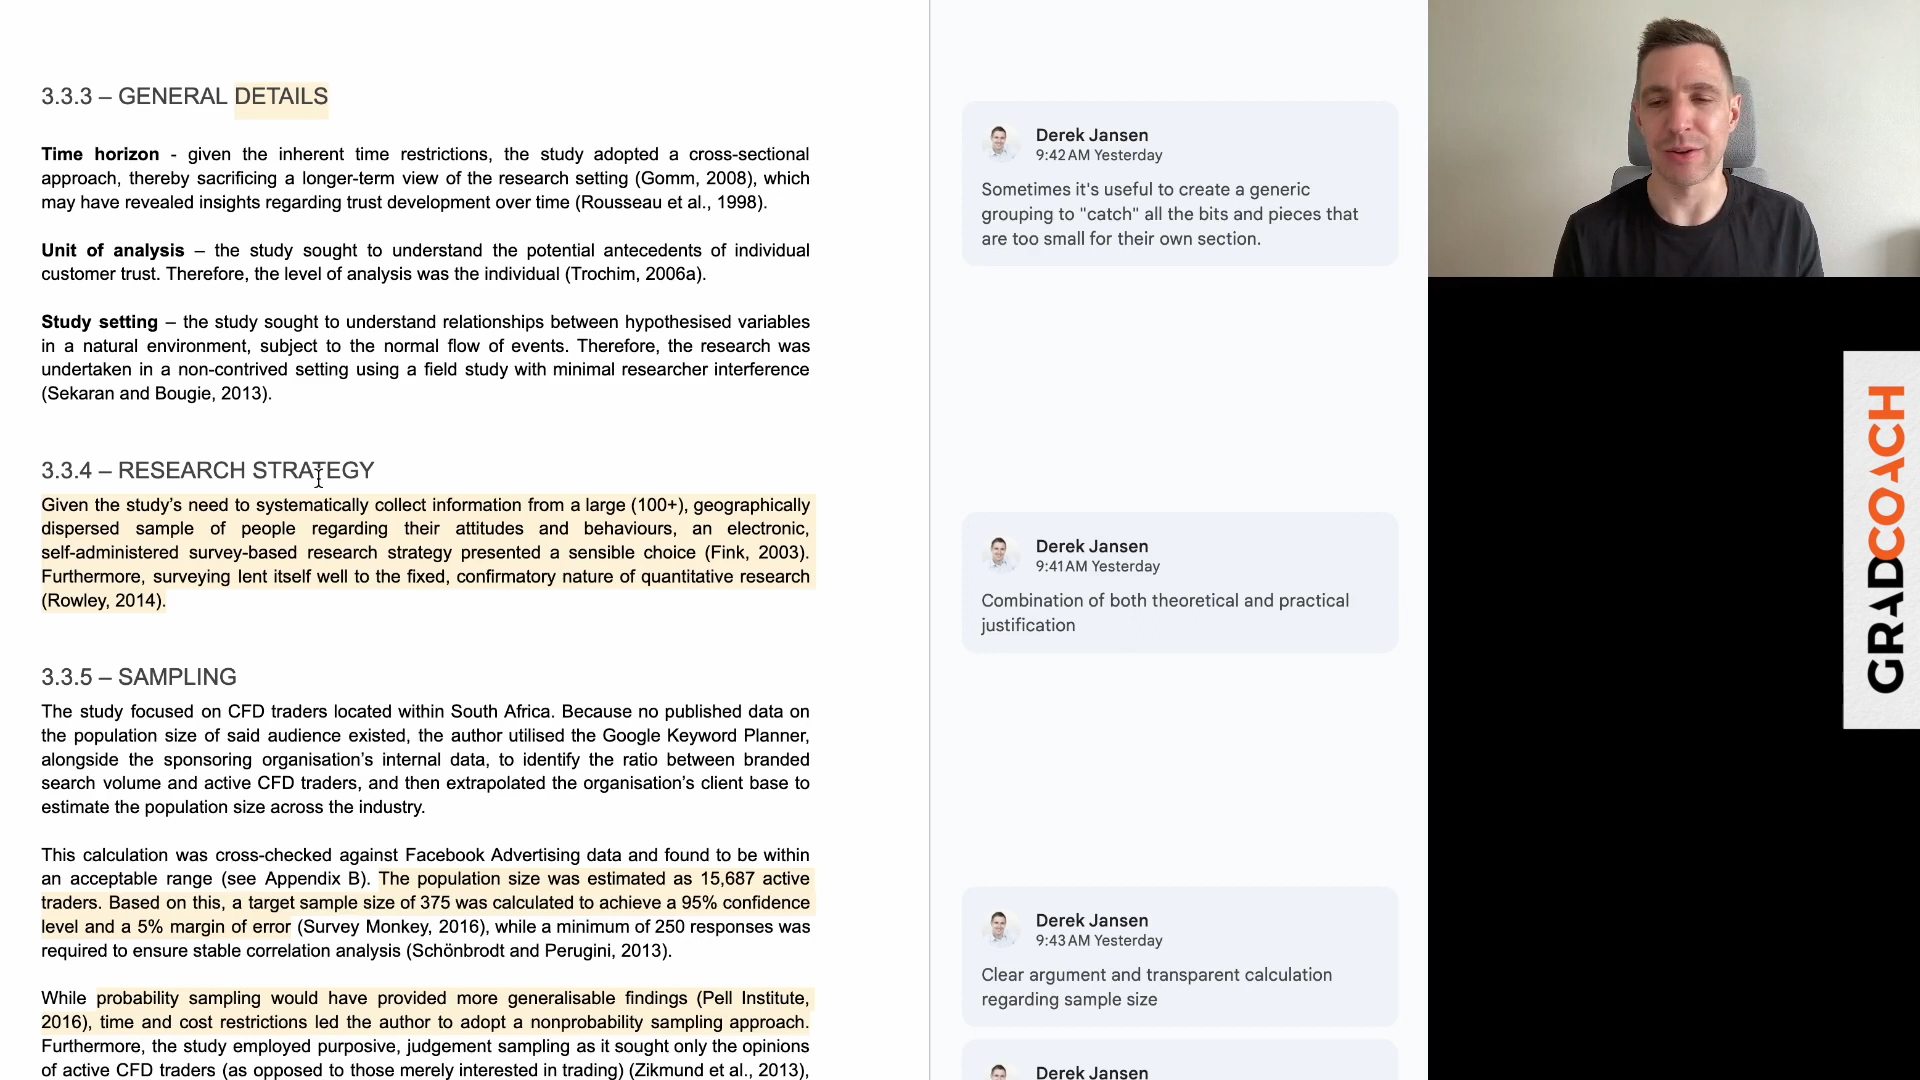 3.3.3 – GENERAL DETAILS
Time horizon - given the inherent time restrictions, the study adopted a cross-sectional
approach, thereby sacrificing a longer-term view of the research setting (Gomm, 2008), which
may have revealed insights regarding trust development over time (Rousseau et al., 1998).
Unit of analysis – the study sought to understand the potential antecedents of individual
customer trust. Therefore, the level of analysis was the individual (Trochim, 2006a).
Study setting – the study sought to understand relationships between hypothesised variables
in a natural environment, subject to the normal flow of events. Therefore, the research was
undertaken in a non-contrived setting using a field study with minimal researcher interference
(Sekaran and Bougie, 2013).
3.3.4 – RESEARCH STRATEGY
Given the study’s need to systematically collect information from a large (100+), geographically
dispersed sample of people regarding their attitudes and behaviours, an electronic,
self-administered survey-based research strategy presented a sensible choice (Fink, 2003).
Furthermore, surveying lent itself well to the fixed, confirmatory nature of quantitative research
(Rowley, 2014).
3.3.5 – SAMPLING
The study focused on CFD traders located within South Africa. Because no published data on
the population size of said audience existed, the author utilised the Google Keyword Planner,
alongside the sponsoring organisation’s internal data, to identify the ratio between branded
search volume and active CFD traders, and then extrapolated the organisation’s client base to
estimate the population size across the industry.
This calculation was cross-checked against Facebook Advertising data and found to be within
an acceptable range (see Appendix B). The population size was estimated as 15,687 active
traders. Based on this, a target sample size of 375 was calculated to achieve a 95% confidence
level and a 5% margin of error (Survey Monkey, 2016), while a minimum of 250 responses was
required to ensure stable correlation analysis (Schönbrodt and Perugini, 2013).
While probability sampling would have provided more generalisable findings (Pell Institute,
2016), time and cost restrictions led the author to adopt a nonprobability sampling approach.
Furthermore, the study employed purposive, judgement sampling as it sought only the opinions
of active CFD traders (as opposed to those merely interested in trading) (Zikmund et al., 2013),
Derek Jansen
9:42 AM Yesterday
Sometimes it's useful to create a generic
grouping to "catch" all the bits and pieces that
are too small for their own section.
Derek Jansen
9:41 AM Yesterday
Combination of both theoretical and practical
justification
Derek Jansen
9:43 AM Yesterday
Clear argument and transparent calculation
regarding sample size
Derek Jansen
GRADCOACH